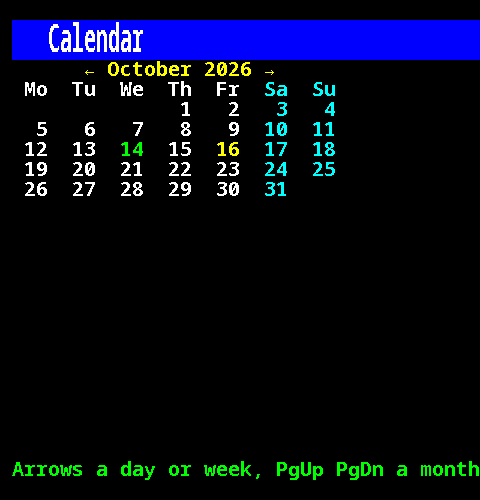 Calendar
← October 2026 →
Mo Tu We Th Fr Sa Su
1 2 3 4
5 6 7 8 9 10 11
12 13 14 15 16 17 18
19 20 21 22 23 24 25
26 27 28 29 30 31
Arrows a day or week, PgUp PgDn a month